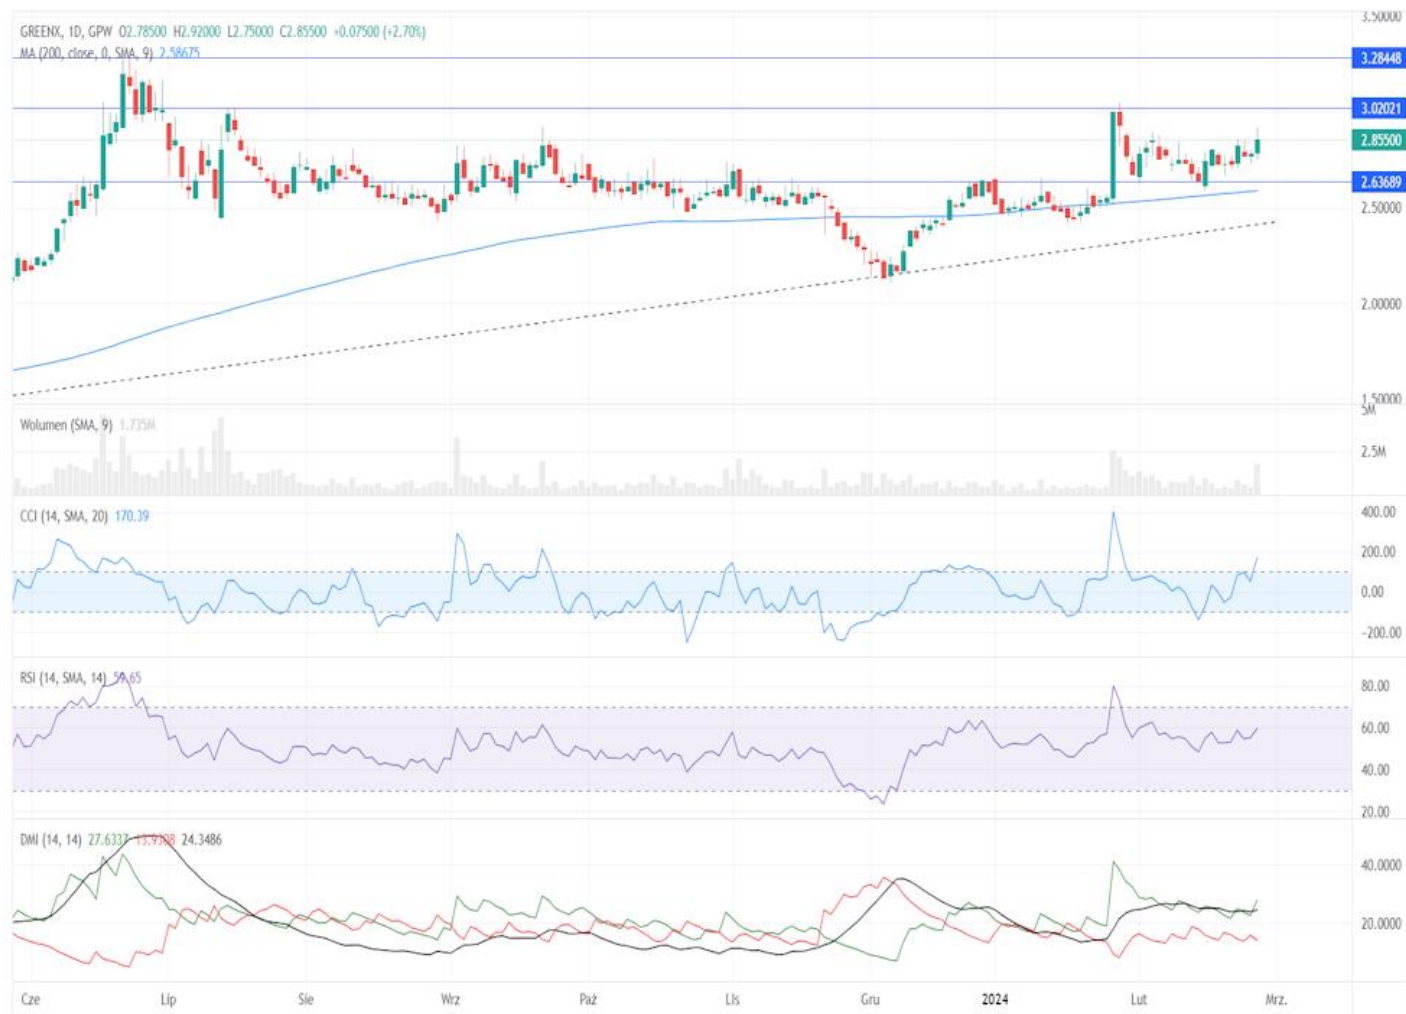 3.50000
GREENX, 1D, GPW O2.78500 H2.92000 L2.75000 C2.85500 +0.07500 (+2.70%)
MA (200, close, 0, SMA, 9) 2.58675
3.28448
3.02021
2.85500
2.63689
2.50000
2.00000
1.50000
5M
Wolumen (SMA, 9) 1.735M
2.5M
CCI (14, SMA, 20) 170.39
400.00
200.00
0.00
-200.00
RSI (14, SMA, 14) 59.65
80.00
60.00
40.00
20.00
DMI (14, 14) 27.6337 24.3486
40.0000
20.0000
Cze Lip Sie Wrz Paź Lis Gru 2024 Lut Mrz.